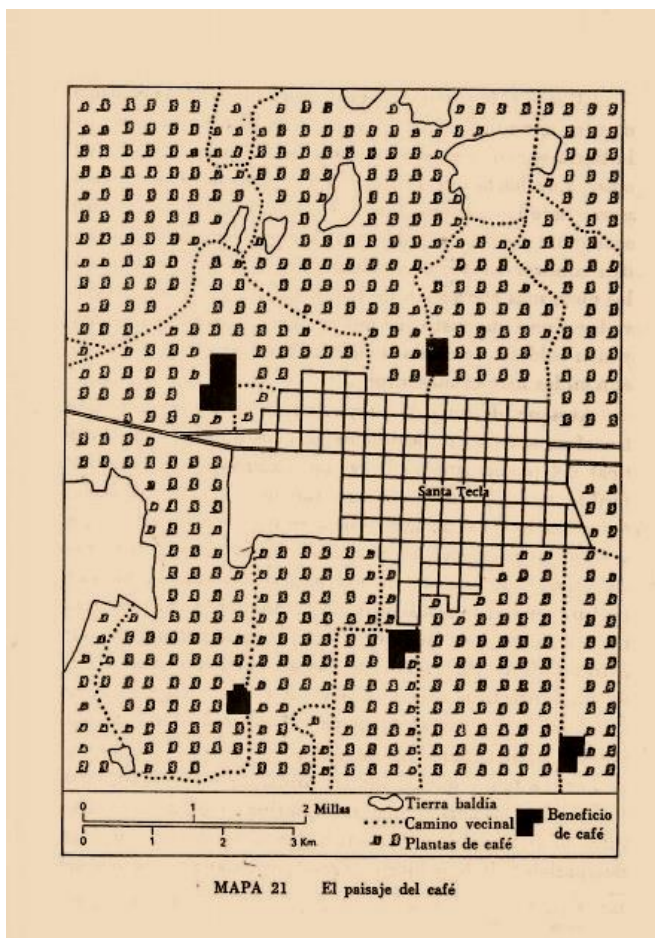 Santa Tecla
0 1 2 Millas
0 1 2 3 Km.
Tierra baldía
Camino vecinal
Plantas de café
Beneficio
de café
MAPA 21 El paisaje del café